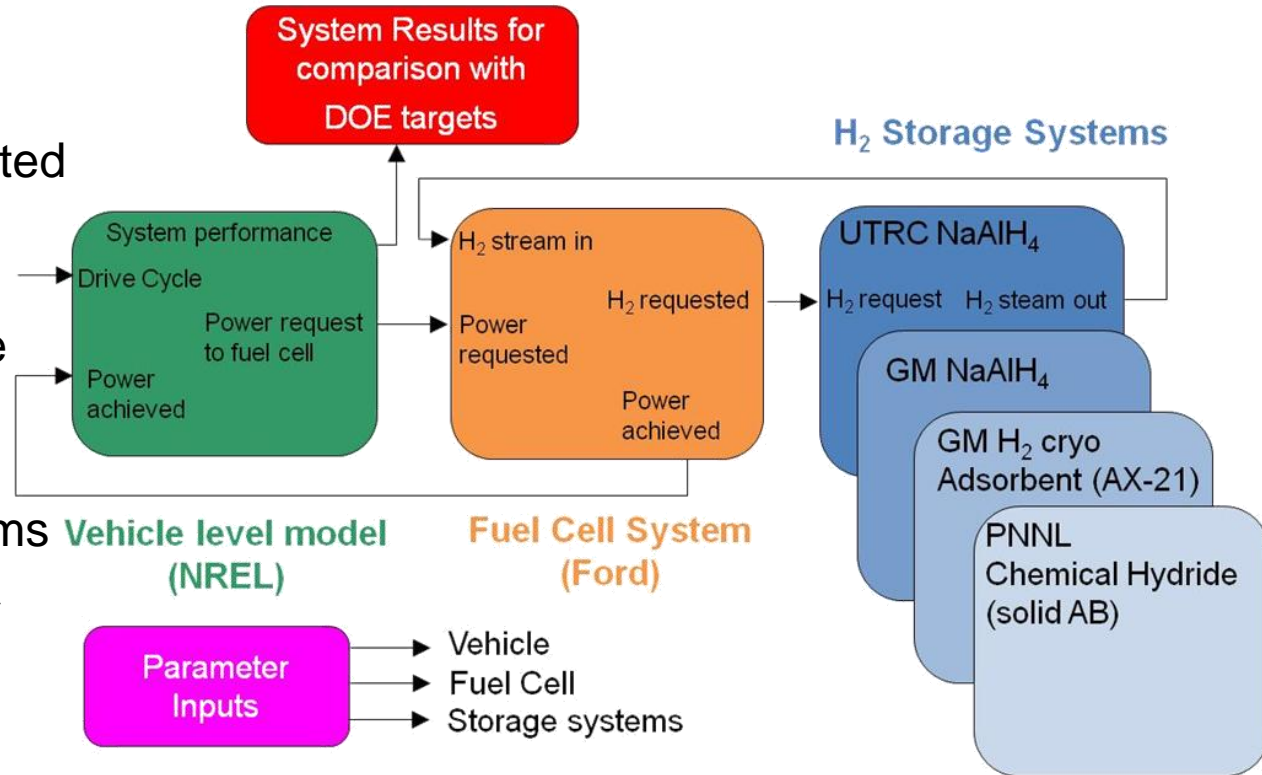 System Results for
comparison with
DOE targets
H₂ Storage Systems
System performance
Drive Cycle
Power request
to fuel cell
Power
achieved
H₂ stream in
H₂ requested
Power
requested
Power
achieved
UTRC NaAlH₄
H₂ request H₂ steam out
GM NaAlH₄
GM H₂ cryo
Adsorbent (AX-21)
PNNL
Chemical Hydride
(solid AB)
Vehicle level model
(NREL)
Fuel Cell System
(Ford)
Parameter
Inputs
Vehicle
Fuel Cell
Storage systems